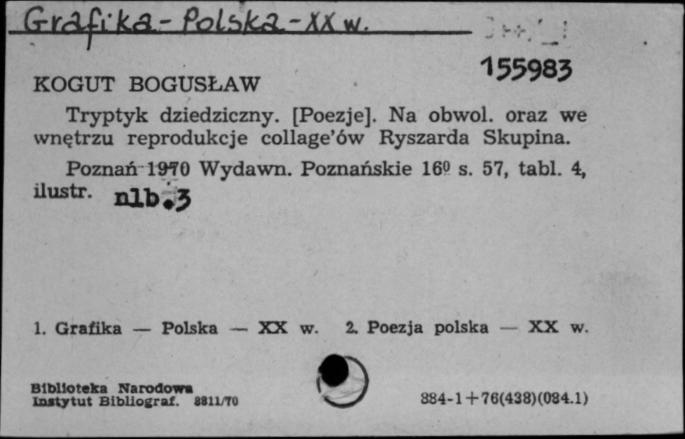 Grafika - Polska - XX w.
155983
KOGUT BOGUSŁAW
Tryptyk dziedziczny. [Poezje]. Na obwol. oraz we
wnętrzu reprodukcje collage'ów Ryszarda Skupina.
Poznań 1970 Wydawn. Poznańskie 16º s. 57, tabl. 4,
ilustr. nlb.3
1. Grafika — Polska — XX w. 2. Poezja polska — XX w.
Biblioteka Narodowa
Instytut Bibliograf. 8811/70
884-1+76(438)(084.1)